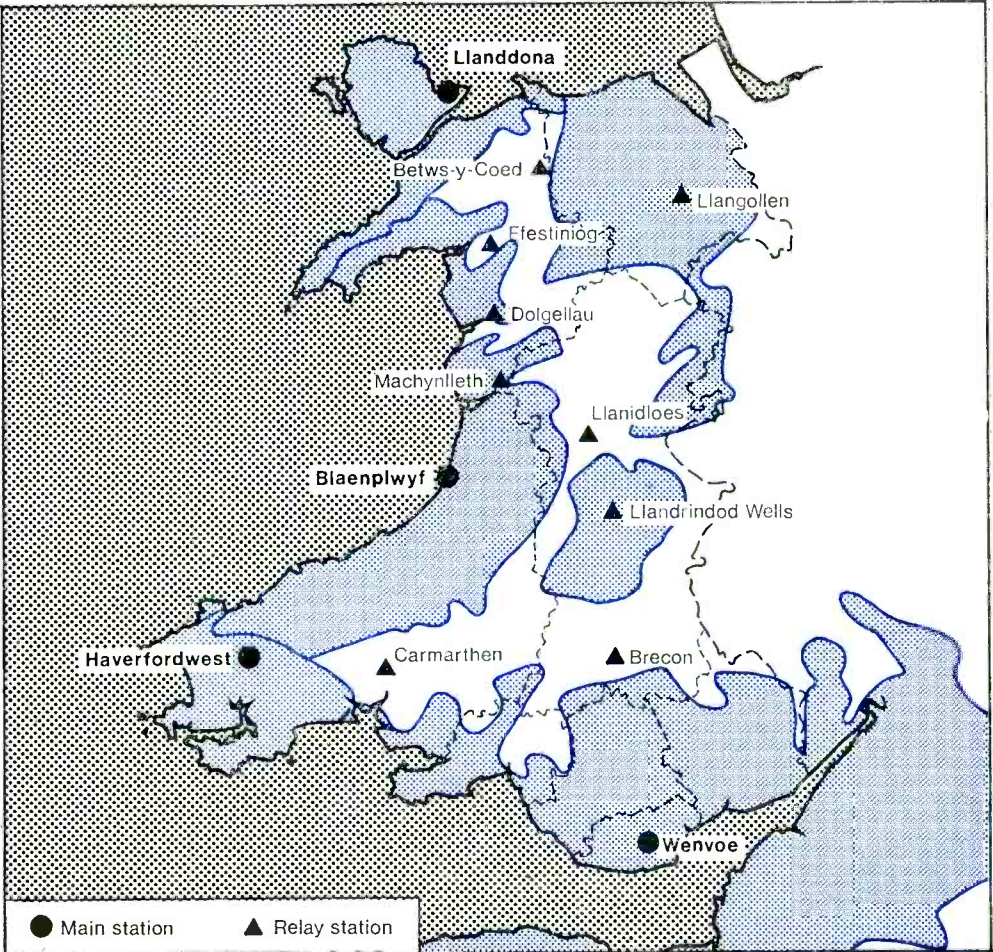 Llanddona
Betws-y-Coed
Llangollen
Ffestiniog
Dolgellau
Machynlleth
Llanidloes
Blaenplwyf
Llandrindod Wells
Haverfordwest
Carmarthen
Brecon
Wenvoe
Main station
Relay station